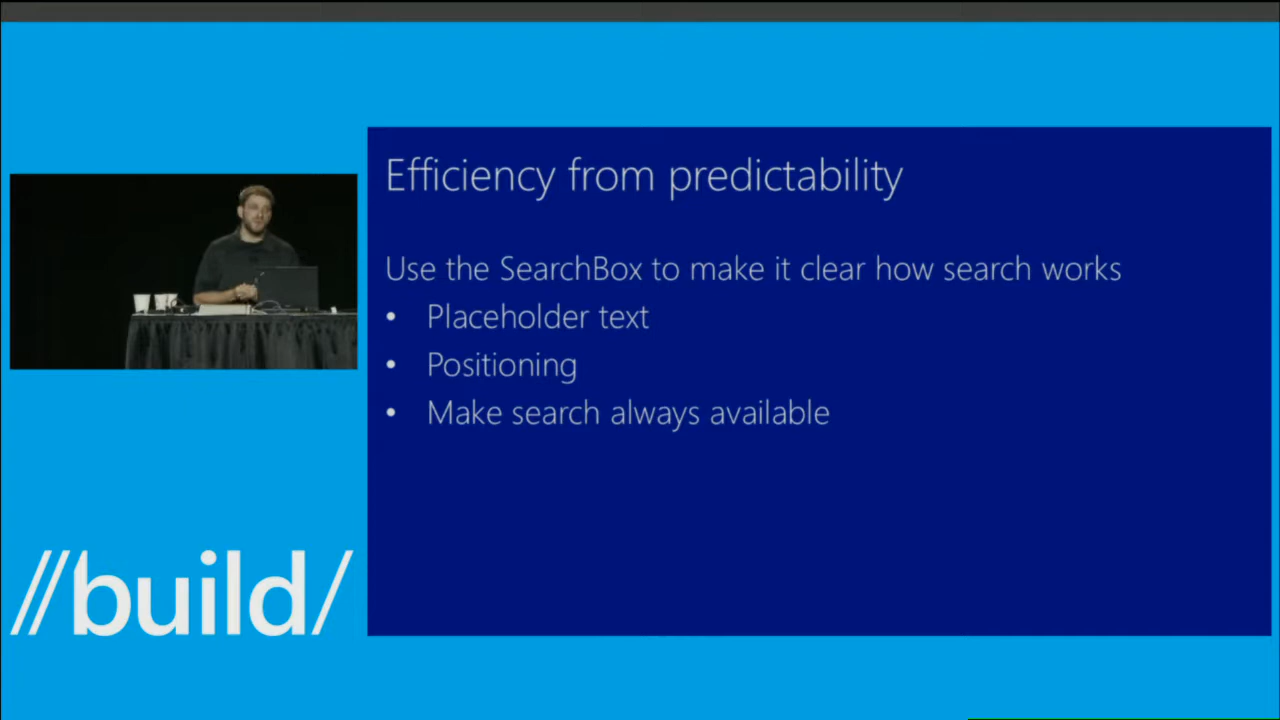 Efficiency from predictability
Use the SearchBox to make it clear how search works
• Placeholder text
• Positioning
• Make search always available
//build/